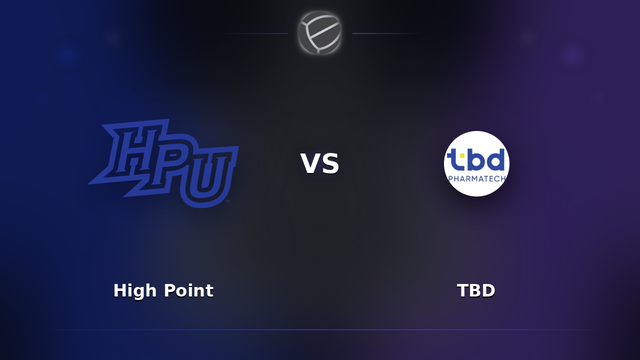 HPU
VS
tbd
PHARMATECH
High Point
TBD